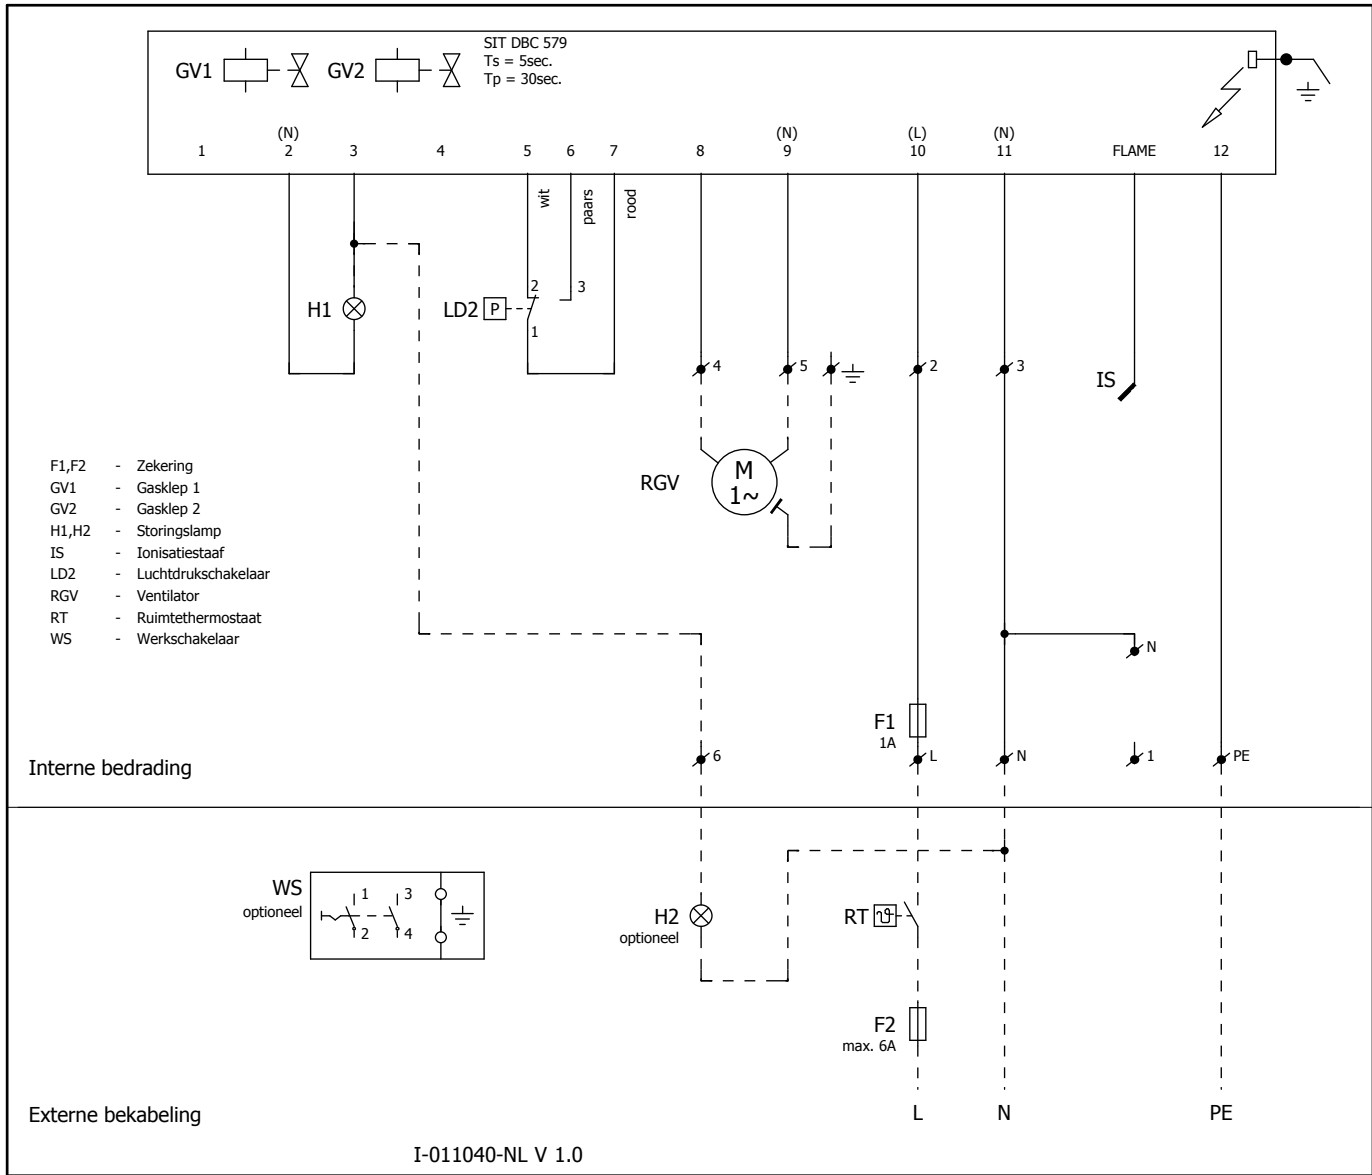 SIT DBC 579
GV1 GV2 Ts = 5sec.
Tp = 30sec.
(N) (N) (L) (N)
1 2 3 4 5 6 7 8 9 10 11 FLAME 12
wit
paars
rood
2 3
H1 LD2 P
1
4 5 2 3
IS
M
1~
RGV
F1,F2 - Zekering
GV1 - Gasklep 1
GV2 - Gasklep 2
H1,H2 - Storingslamp
IS - Ionisatiestaaf
LD2 - Luchtdrukschakelaar
RGV - Ventilator
RT - Ruimtethermostaat
WS - Werkschakelaar
N
F1
1A
6 L N 1 PE
Interne bedrading
WS
optioneel
1 3
2 4
H2
optioneel
RT ϑ
F2
max. 6A
L N PE
Externe bekabeling
I-011040-NL V 1.0